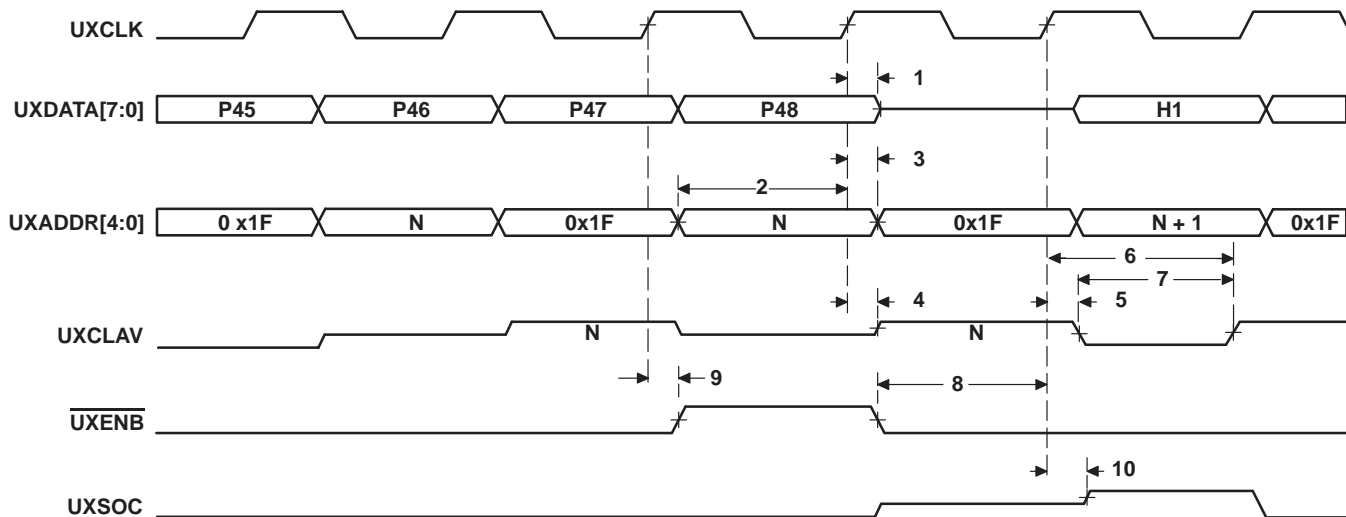 UXCLK
1
UXDATA[7:0] P45 P46 P47 P48 H1
3
2
UXADDR[4:0] 0 x1F N 0x1F N 0x1F N + 1 0x1F
6
7
4 5
UXCLAV N N
9 8
UXENB
10
UXSOC